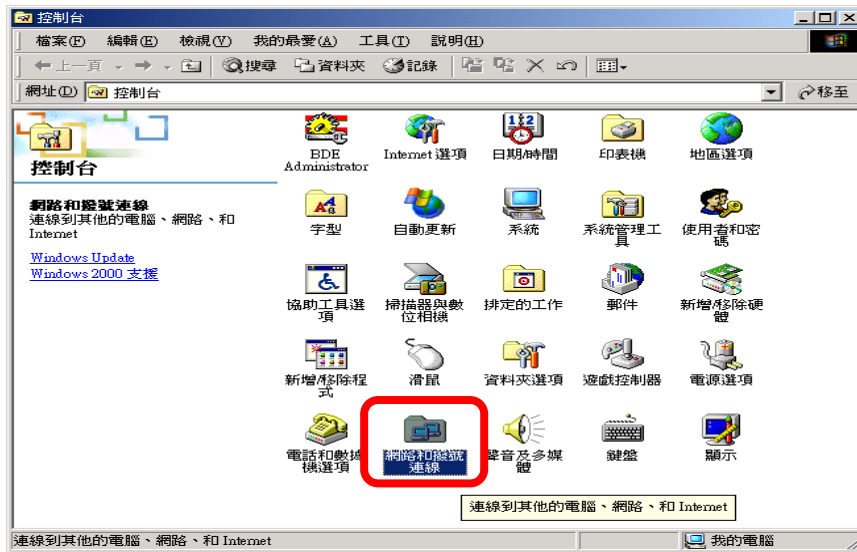 控制台
檔案(F) 編輯(E) 檢視(V) 我的最愛(A) 工具(T) 說明(H)
上一頁 搜尋 資料夾 記錄
網址(D) 控制台 移至
控制台
網路和撥號連線
連線到其他的電腦、網路、和
Internet
Windows Update
Windows 2000 支援
BDE
Administrator
Internet 選項
日期/時間
印表機
地區選項
字型
自動更新
系統
系統管理工
具
使用者和密
碼
協助工具選
項
掃描器與數
位相機
排定的工作
郵件
新增/移除硬
體
新增/移除程
式
滑鼠
資料夾選項
遊戲控制器
電源選項
電話和數據
機選項
網路和撥號
連線
聲音及多媒
體
鍵盤
顯示
連線到其他的電腦、網路、和 Internet
連線到其他的電腦、網路、和 Internet 我的電腦